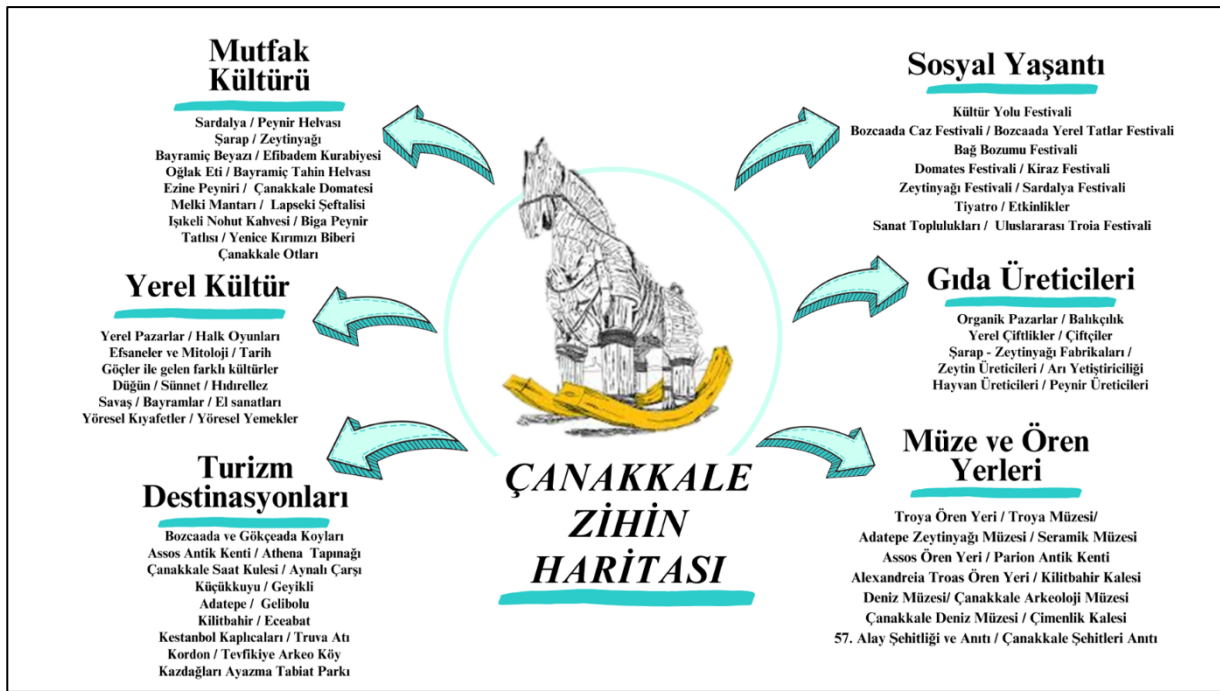 Mutfak
Kültürü
Sardalya / Peynir Helvası
Şarap / Zeytinyağı
Bayramiç Beyazı / Efibadem Kurabiyesi
Oğlak Eti / Bayramiç Tahin Helvası
Ezine Peyniri / Çanakkale Domatesi
Melki Mantarı / Lapseki Şeftalisi
Işıkeli Nohut Kahvesi / Biga Peynir
Tatlısı / Yenice Kırımızı Biberi
Çanakkale Otları
Yerel Kültür
Yerel Pazarlar / Halk Oyunları
Efsaneler ve Mitoloji / Tarih
Göçler ile gelen farklı kültürler
Düğün / Sünnet / Hıdırellez
Savaş / Bayramlar / El sanatları
Yöresel Kıyafetler / Yöresel Yemekler
Turizm
Destinasyonları
Bozcaada ve Gökçeada Koyları
Assos Antik Kenti / Athena Tapınağı
Çanakkale Saat Kulesi / Aynalı Çarşı
Küçükkuyu / Geyikli
Adatepe / Gelibolu
Kilitbahir / Eceabat
Kestanbol Kaplıcaları / Truva Atı
Kordon / Tevfikiye Arkeo Köy
Kazdağları Ayazma Tabiat Parkı
ÇANAKKALE
ZİHİN
HARİTASI
Sosyal Yaşantı
Kültür Yolu Festivali
Bozcaada Caz Festivali / Bozcaada Yerel Tatlar Festivali
Bağ Bozumu Festivali
Domates Festivali / Kiraz Festivali
Zeytinyağı Festivali / Sardalya Festivali
Tiyatro / Etkinlikler
Sanat Toplulukları / Uluslararası Troia Festivali
Gıda Üreticileri
Organik Pazarlar / Balıkçılık
Yerel Çiftlikler / Çiftçiler
Şarap - Zeytinyağı Fabrikaları /
Zeytin Üreticileri / Arı Yetiştiriciliği
Hayvan Üreticileri / Peynir Üreticileri
Müze ve Ören
Yerleri
Troya Ören Yeri / Troya Müzesi/
Adatepe Zeytinyağı Müzesi / Seramik Müzesi
Assos Ören Yeri / Parion Antik Kenti
Alexandreia Troas Ören Yeri / Kilitbahir Kalesi
Deniz Müzesi/ Çanakkale Arkeoloji Müzesi
Çanakkale Deniz Müzesi / Çimenlik Kalesi
57. Alay Şehitliği ve Anıtı / Çanakkale Şehitleri Anıtı